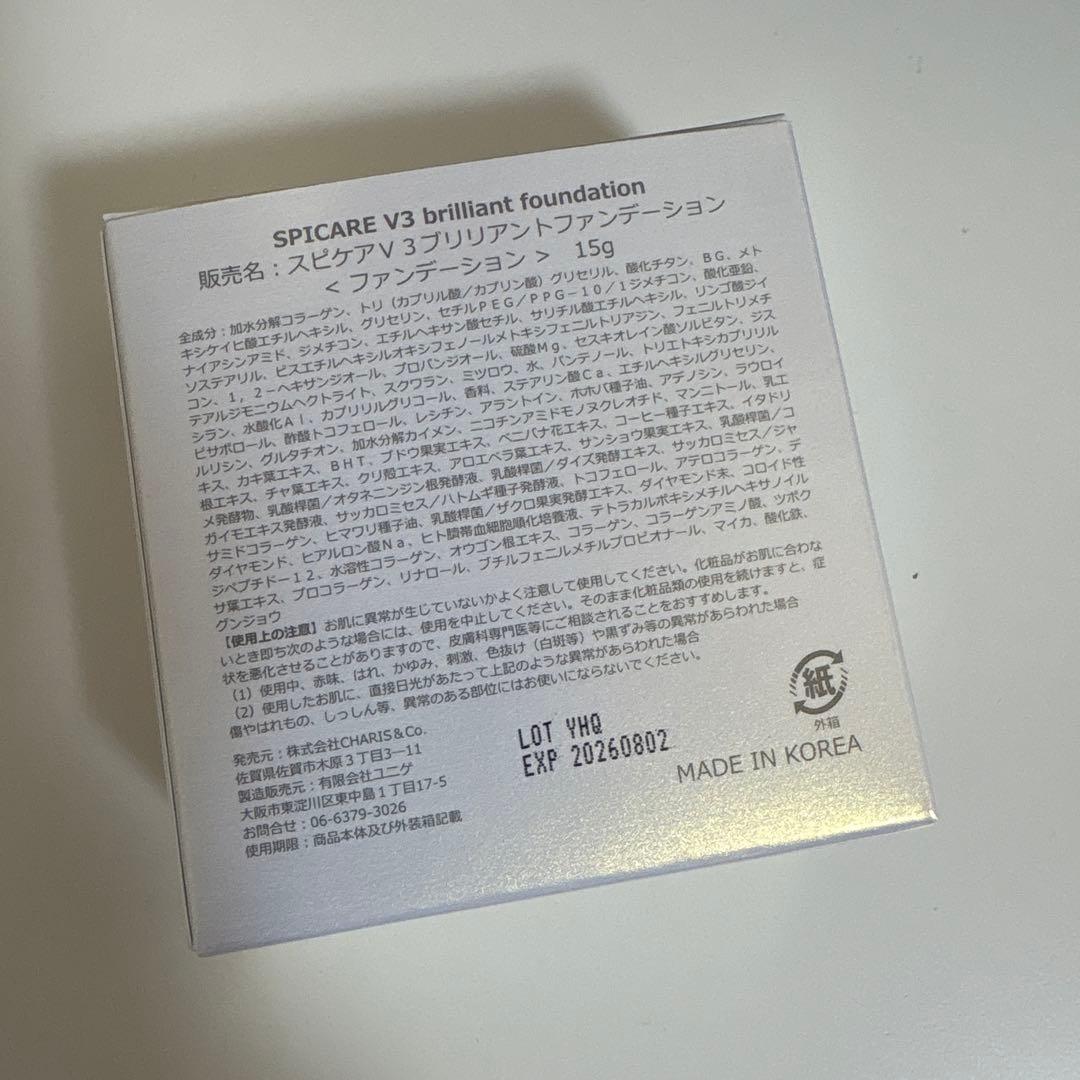 SPICARE V3 brilliant foundation
販売名：スピケアＶ３ブリリアントファンデーション
＜ファンデーション＞ 15g
全成分：加水分解コラーゲン、トリ（カプリル酸／カプリン酸）グリセリル、酸化チタン、ＢＧ、メト
キシケイヒ酸エチルヘキシル、グリセリン、セチルＰＥＧ／ＰＰＧ－１０／１ジメチコン、酸化亜鉛、
ナイアシンアミド、ジメチコン、エチルヘキサン酸セチル、サリチル酸エチルヘキシル、リンゴ酸ジイ
ソステアリル、ビスエチルヘキシルオキシフェノールメトキシフェニルトリアジン、フェニルトリメチ
コン、１，２－ヘキサンジオール、プロパンジオール、硫酸Ｍｇ、セスキオレイン酸ソルビタン、ジス
テアルジモニウムヘクトライト、スクワラン、ミツロウ、水、パンテノール、トリエトキシカプリリル
シラン、水酸化Ａｌ、カプリリルグリコール、香料、ステアリン酸Ｃａ、エチルヘキシルグリセリン、
ビサボロール、酢酸トコフェロール、レシチン、アラントイン、ホホバ種子油、アデノシン、ラウロイ
ルリシン、グルタチオン、加水分解カイメン、ニコチンアミドモノヌクレオチド、マンニトール、乳エ
キス、カキ葉エキス、ＢＨＴ、ブドウ果実エキス、ベニバナ花エキス、コーヒー種子エキス、イタドリ
根エキス、チャ葉エキス、クリ殻エキス、アロエベラ葉エキス、サンショウ果実エキス、乳酸桿菌／コ
メ発酵物、乳酸桿菌／オタネニンジン根発酵液、乳酸桿菌／ダイズ発酵エキス、サッカロミセス／ジャ
ガイモエキス発酵液、サッカロミセス／ハトムギ種子発酵液、トコフェロール、アテロコラーゲン、デ
サミドコラーゲン、ヒマワリ種子油、乳酸桿菌／ザクロ果実発酵エキス、ダイヤモンド末、コロイド性
ダイヤモンド、ヒアルロン酸Ｎａ、ヒト臍帯血細胞順化培養液、テトラカルボキシメチルヘキサノイル
ジペプチドー１２、水溶性コラーゲン、オウゴン根エキス、コラーゲン、コラーゲンアミノ酸、ツボク
サ葉エキス、プロコラーゲン、リナロール、ブチルフェニルメチルプロピオナール、マイカ、酸化鉄、
グンジョウ
【使用上の注意】お肌に異常が生じていないかよく注意して使用してください。化粧品がお肌に合わな
いとき即ち次のような場合には、使用を中止してください。そのまま化粧品類の使用を続けますと、症
状を悪化させることがありますので、皮膚科専門医等にご相談されることをおすすめします。
（1）使用中、赤味、はれ、かゆみ、刺激、色抜け（白斑等）や黒ずみ等の異常があらわれた場合
（2）使用したお肌に、直接日光があたって上記のような異常があらわれた場合
傷やはれもの、しっしん等、異常のある部位にはお使いにならないでください。
発売元：株式会社CHARIS＆Co.
佐賀県佐賀市木原３丁目3－11
製造販売元：有限会社ユニゲ
大阪市東淀川区東中島１丁目17-5
お問合せ：06-6379-3026
使用期限：商品本体及び外装箱記載
LOT YHQ
EXP 20260802
紙
外箱
MADE IN KOREA